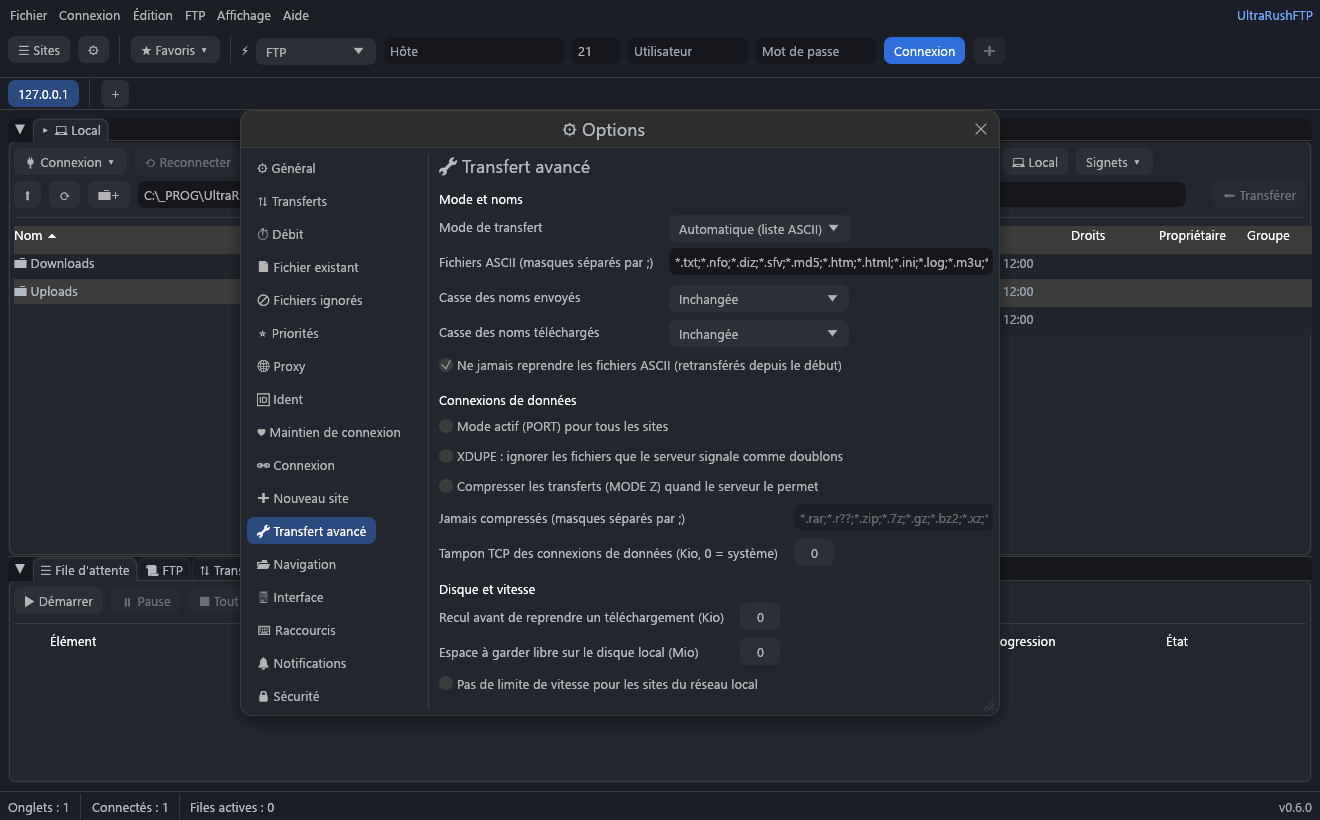 Fichier Connexion Édition FTP Affichage Aide UltraRushFTP
Sites Favoris FTP Hôte 21 Utilisateur Mot de passe Connexion +
127.0.0.1 +
Local
Options
Connexion Reconnecter
Local Signets
C:\_PROG\UltraR
Transférer
Nom
Droits Propriétaire Groupe
Downloads
12:00
Uploads
12:00
12:00
Général
Transferts
Débit
Fichier existant
Fichiers ignorés
Priorités
Proxy
ID Ident
Maintien de connexion
Connexion
Nouveau site
Transfert avancé
Navigation
Interface
Raccourcis
Notifications
Sécurité
Transfert avancé
Mode et noms
Mode de transfert Automatique (liste ASCII)
Fichiers ASCII (masques séparés par ;) *.txt;*.nfo;*.diz;*.sfv;*.md5;*.htm;*.html;*.ini;*.log;*.m3u;*
Casse des noms envoyés Inchangée
Casse des noms téléchargés Inchangée
Ne jamais reprendre les fichiers ASCII (retransférés depuis le début)
Connexions de données
Mode actif (PORT) pour tous les sites
XDUPE : ignorer les fichiers que le serveur signale comme doublons
Compresser les transferts (MODE Z) quand le serveur le permet
Jamais compressés (masques séparés par ;) *.rar;*.r??;*.zip;*.7z;*.gz;*.bz2;*.xz;*
Tampon TCP des connexions de données (Kio, 0 = système) 0
Disque et vitesse
Recul avant de reprendre un téléchargement (Kio) 0
Espace à garder libre sur le disque local (Mio) 0
Pas de limite de vitesse pour les sites du réseau local
File d'attente FTP Trans
Démarrer Pause Tout
Élément
ogression État
Onglets : 1 Connectés : 1 Files actives : 0 v0.6.0